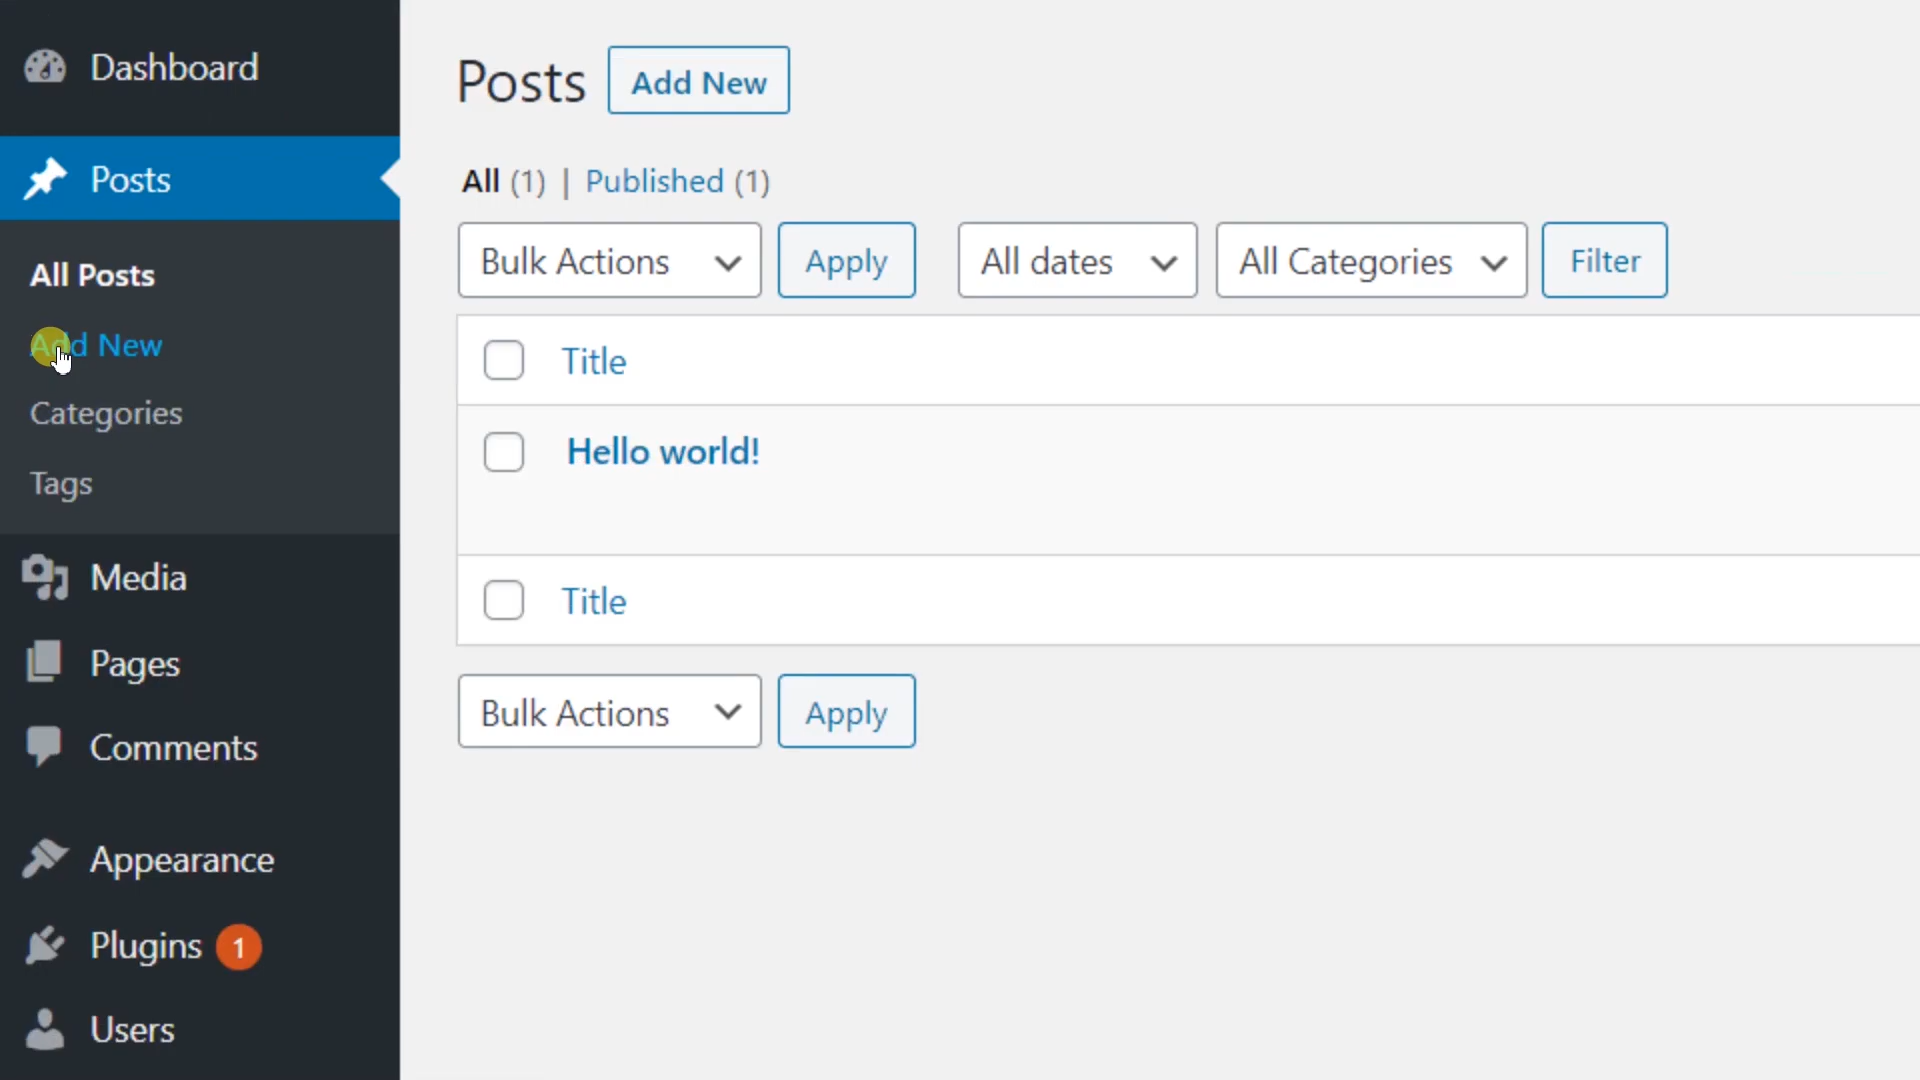 Dashboard
Posts
All Posts
Add New
Categories
Tags
Media
Pages
Comments
Appearance
Plugins 1
Users
Posts Add New
All (1) | Published (1)
Bulk Actions Apply All dates All Categories Filter
Title
Hello world!
Title
Bulk Actions Apply